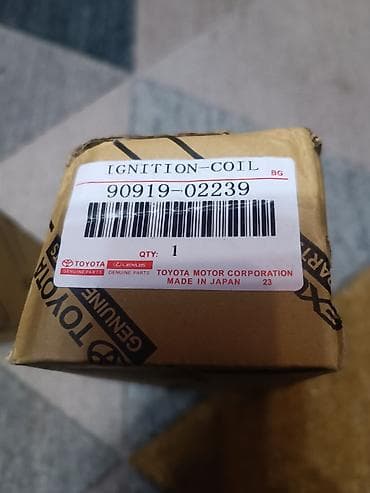 IGNITION-COIL
BG
90919-02239
QTY: 1
TOYOTA LEXUS
GENUINE PARTS GENUINE PARTS
TOYOTA MOTOR CORPORATION
MADE IN JAPAN 23
TOYOTA
GENUINE
PARTS